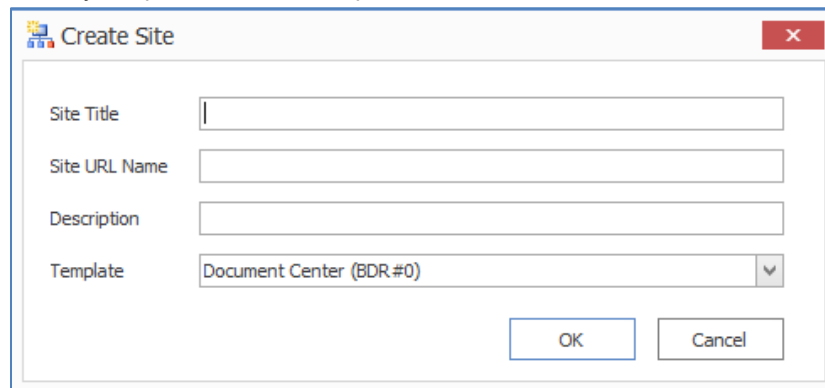 Create Site
Site Title
Site URL Name
Description
Template Document Center (BDR#0)
OK Cancel